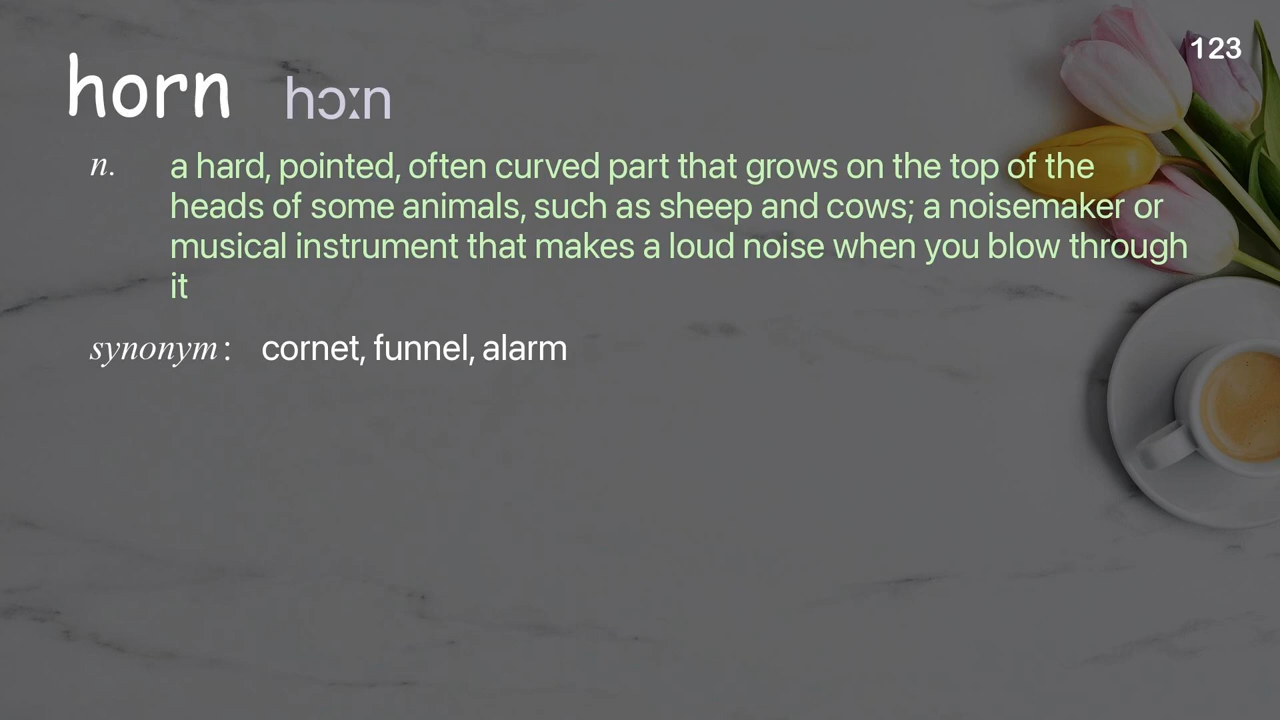 123
horn hɔːn
n. a hard, pointed, often curved part that grows on the top of the
heads of some animals, such as sheep and cows; a noisemaker or
musical instrument that makes a loud noise when you blow through
it
synonym: cornet, funnel, alarm